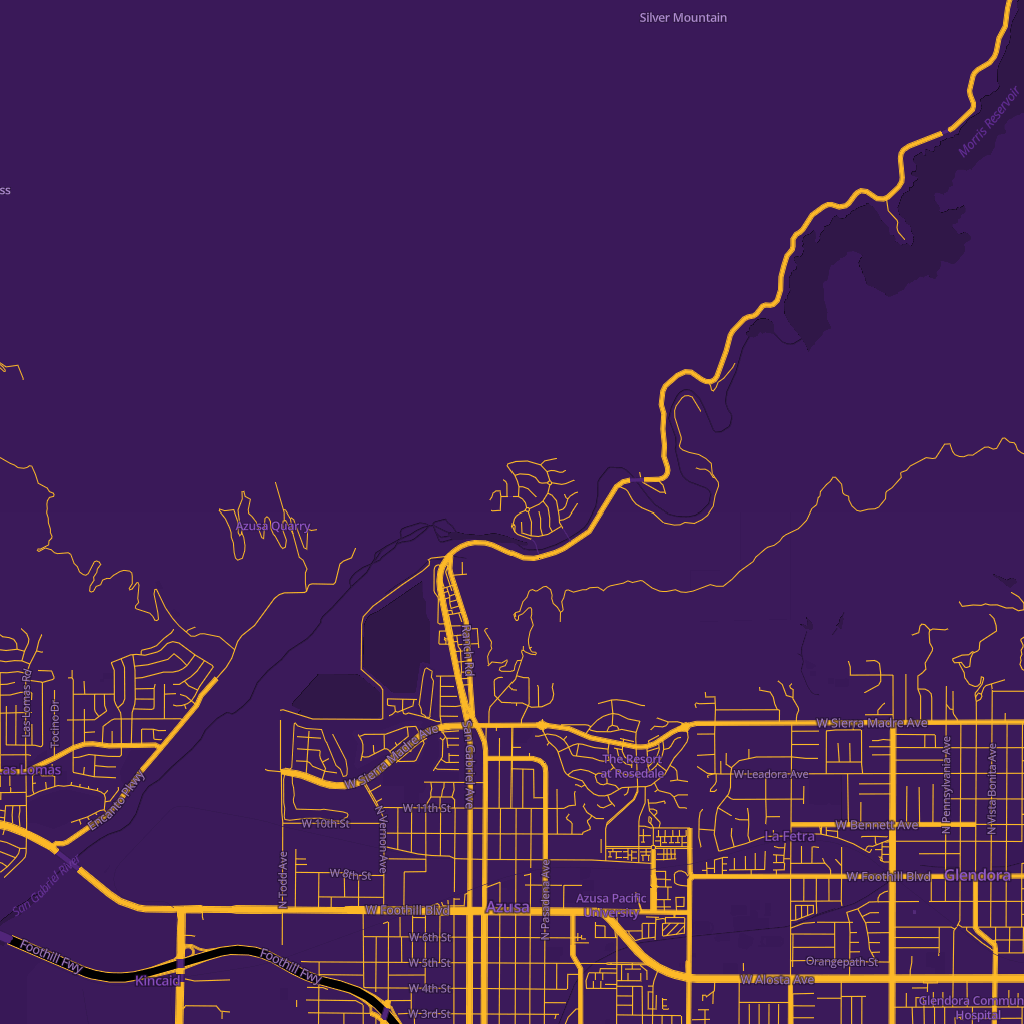 Silver Mountain
Morris Reservoir
ss
Azusa Quarry
Ranch Rd
Las Lomas Rd
Tocino Dr
W Sierra Madre Ave
W Sierra Madre Ave
San Gabriel Ave
N Pennsylvania Ave
N Vista Bonita Ave
The Resort
at Rosedale
as Lomas
W Leadora Ave
Encanto Pkwy
W 11th St
W 10th St
N Vernon Ave
W Bennett Ave
La Fetra
W 8th St
N Todd Ave
W Foothill Blvd
Glendora
San Gabriel River
N Pasadena Ave
Azusa Pacific
University
Azusa
W Foothill Blvd
W 6th St
Foothill Fwy
Foothill Fwy
W 5th St
Orangepath St
Kincaid
W Alosta Ave
W 4th St
Glendora Commun
Hospital
W 3rd St